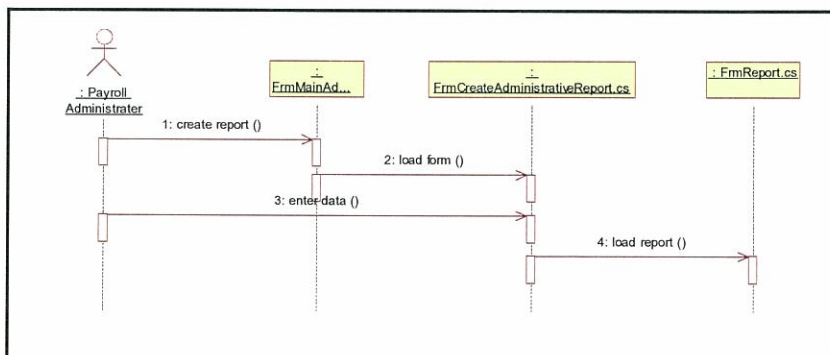 : Payroll
Administrater
:
FrmMainAd...
:
FrmCreateAdministrativeReport.cs
: FrmReport.cs
1: create report ()
2: load form ()
3: enter data ()
4: load report ()